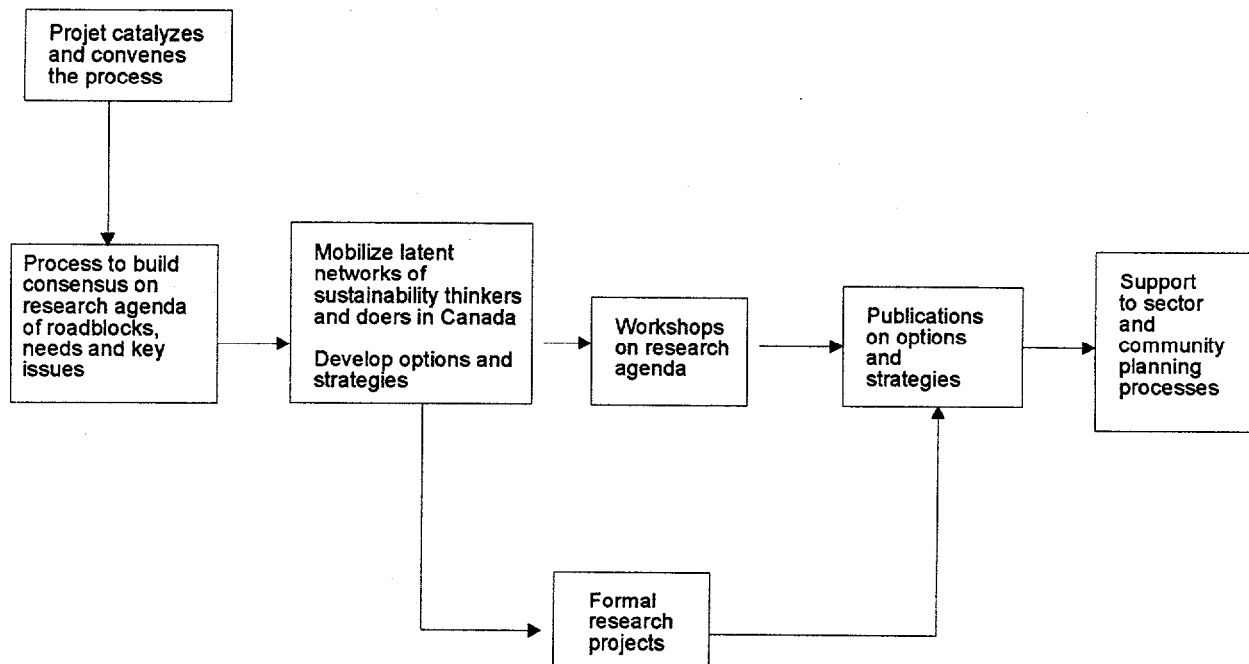 Projet catalyzes
and convenes
the process
Process to build
consensus on
research agenda
of roadblocks,
needs and key
issues
Mobilize latent
networks of
sustainability thinkers
and doers in Canada
Develop options and
strategies
Workshops
on research
agenda
Publications
on options
and
strategies
Support
to sector
and
community
planning
processes
Formal
research
projects